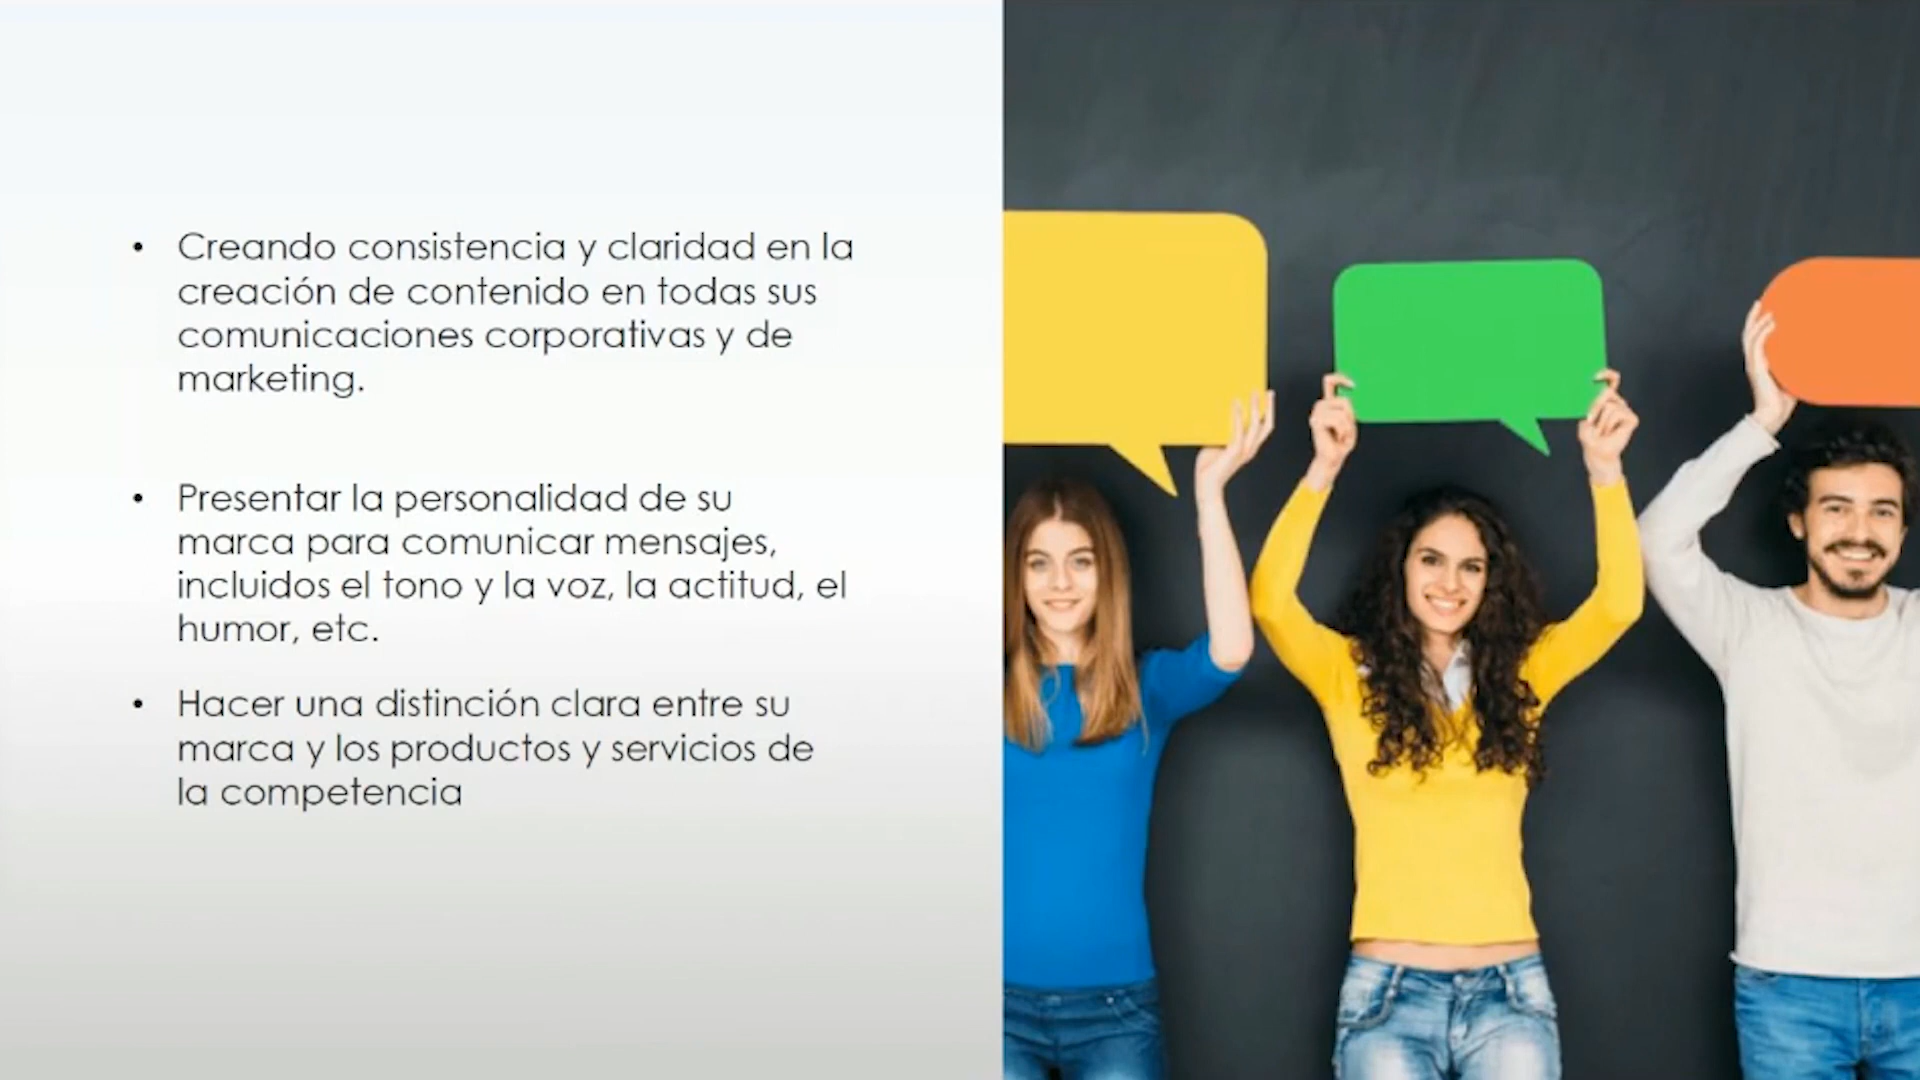 • Creando consistencia y claridad en la
creación de contenido en todas sus
comunicaciones corporativas y de
marketing.
• Presentar la personalidad de su
marca para comunicar mensajes,
incluidos el tono y la voz, la actitud, el
humor, etc.
• Hacer una distinción clara entre su
marca y los productos y servicios de
la competencia